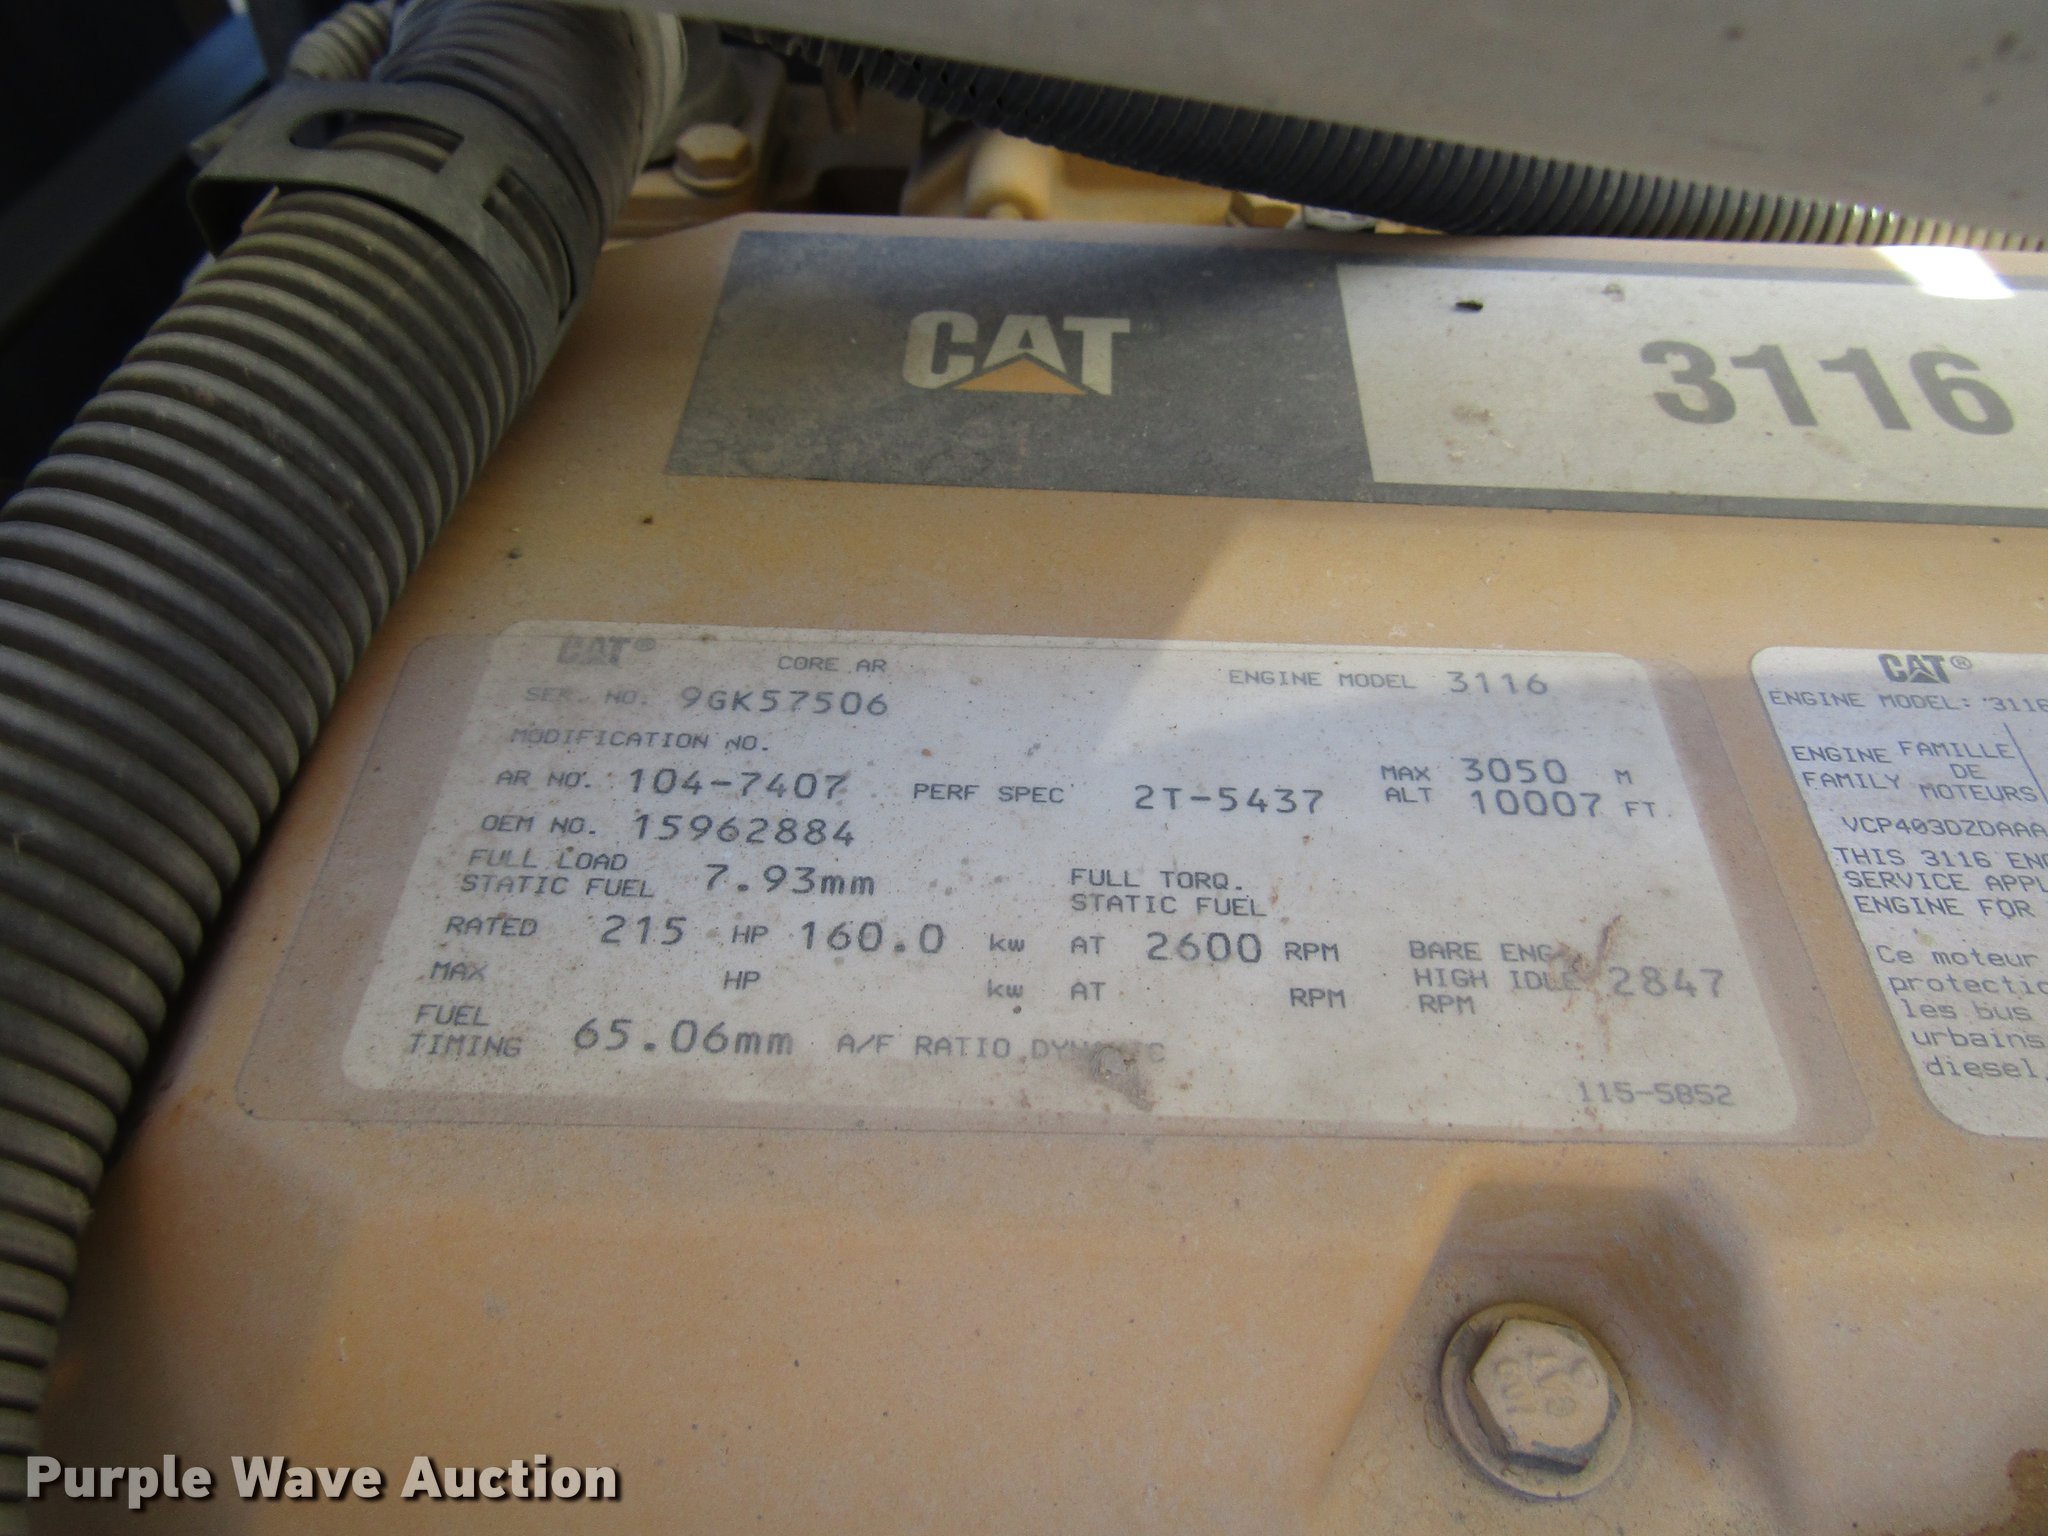 CAT
3116
CAT® CORE AR ENGINE MODEL 3116
SER. NO. 9GK57506
MODIFICATION NO.
AR NO. 104-7407 PERF SPEC 2T-5437 MAX ALT 3050 M 10007 FT.
OEM NO. 15962884
FULL LOAD STATIC FUEL 7.93mm FULL TORQ. STATIC FUEL
RATED 215 HP 160.0 kw AT 2600 RPM BARE ENG HIGH IDLE RPM 2847
MAX HP kw AT RPM
FUEL TIMING 65.06mm A/F RATIO DYNAMIC
115-5852
CAT®
ENGINE MODEL: 3116
ENGINE FAMILY FAMILLE DE MOTEURS
VCP403DZDAAA
THIS 3116
SERVICE
ENGINE FOR
Ce moteur
les bus
urbains
diesel.
Purple Wave Auction